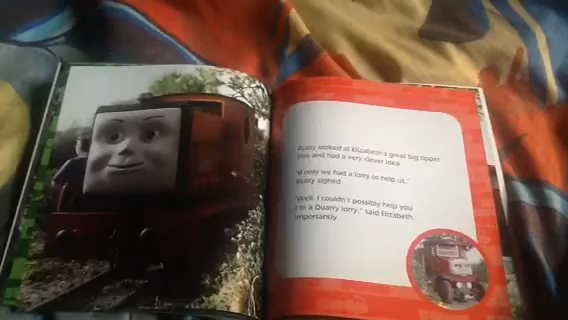 Rusty looked at Elizabeth's great big tipper
box and had a very clever idea.
"If only we had a lorry to help us,"
Rusty sighed.
"Well, I couldn't possibly help you
I'm a Quarry lorry," said Elizabeth,
importantly.